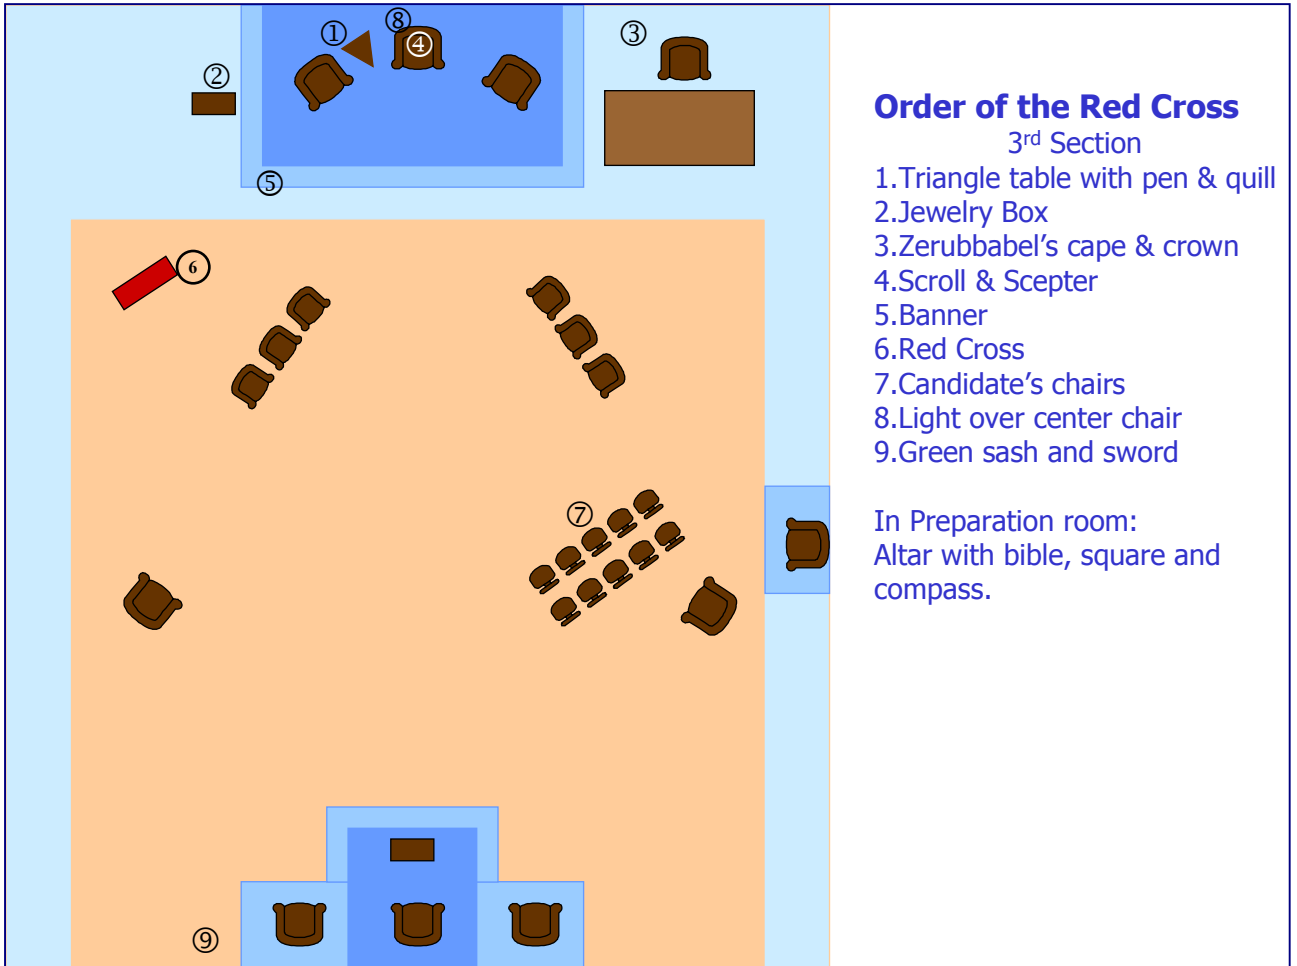 ①
⑧
④
③
②
⑤
6
⑦
⑨
Order of the Red Cross
3rd Section
1.Triangle table with pen & quill
2.Jewelry Box
3.Zerubbabel's cape & crown
4.Scroll & Scepter
5.Banner
6.Red Cross
7.Candidate's chairs
8.Light over center chair
9.Green sash and sword
In Preparation room:
Altar with bible, square and
compass.